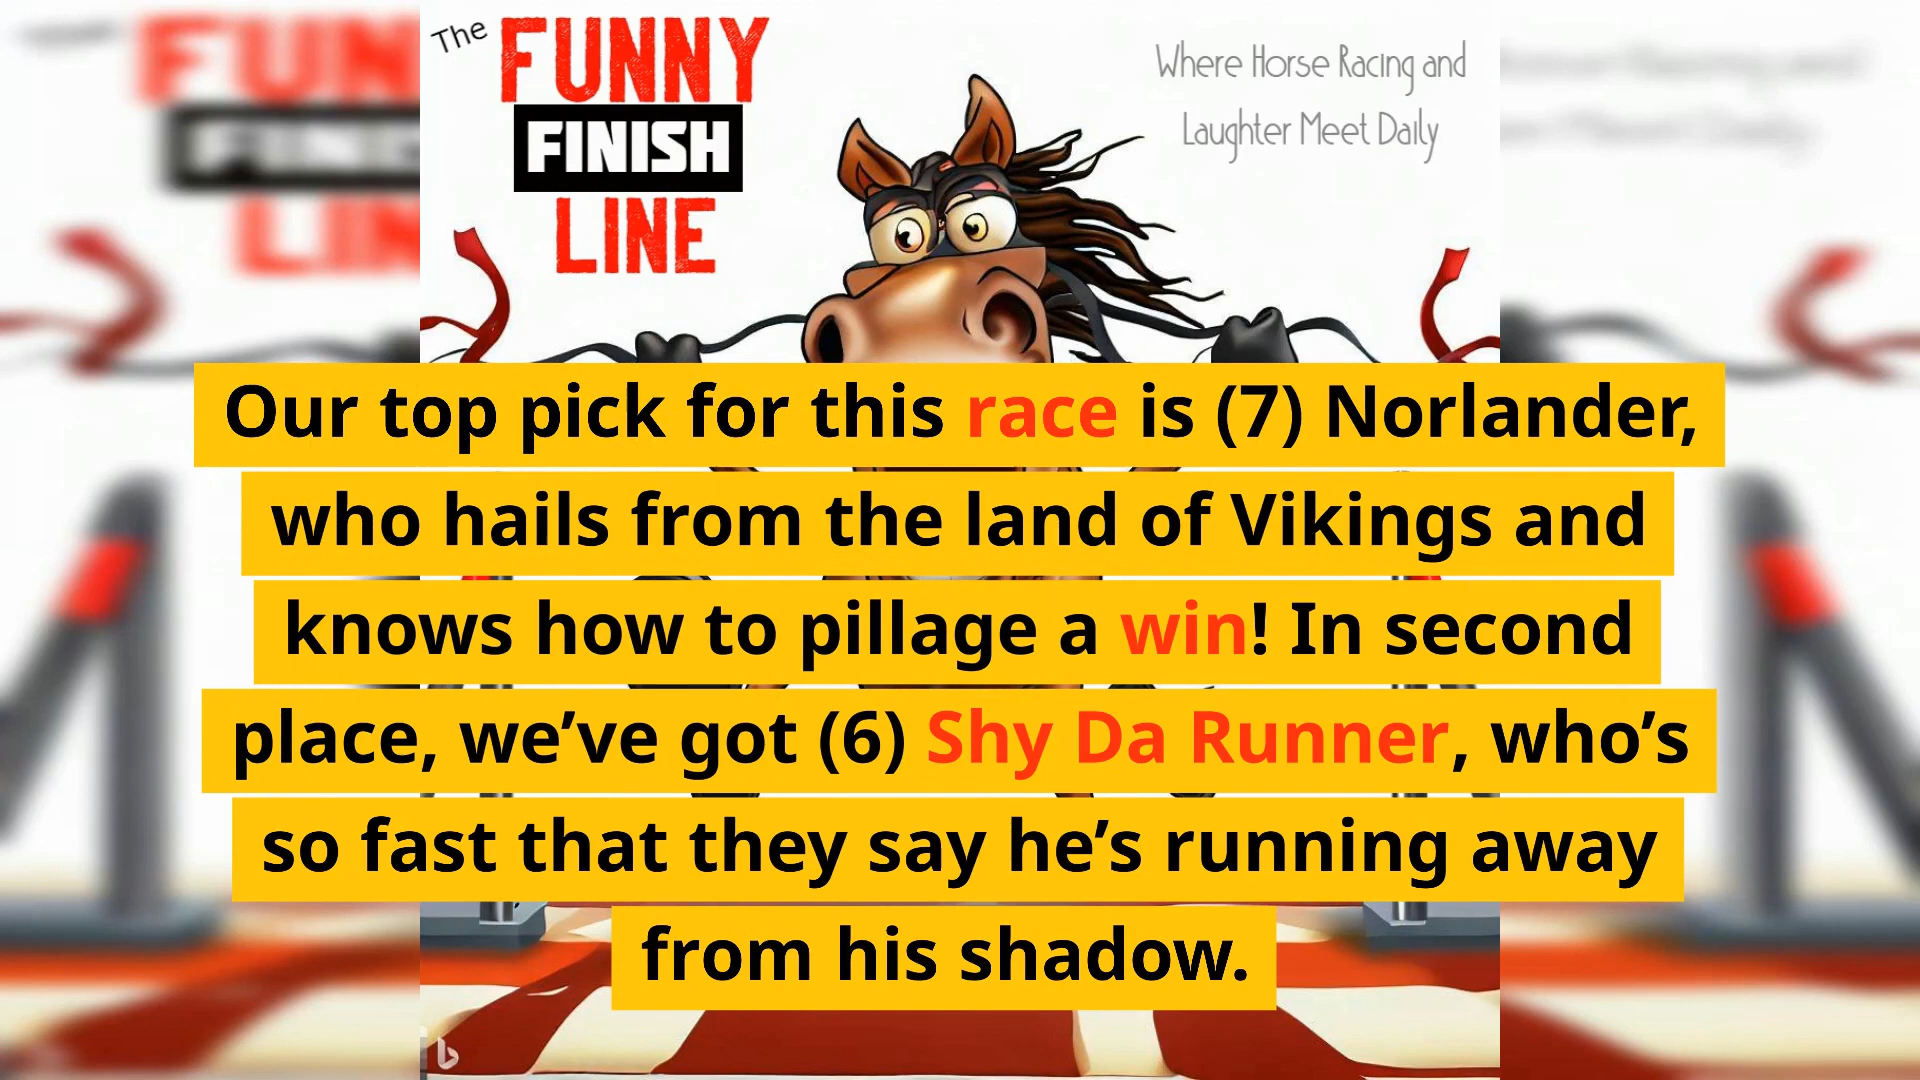 The
FUNNY
FINISH
LINE
Where Horse Racing and
Laughter Meet Daily
Our top pick for this race is (7) Norlander,
who hails from the land of Vikings and
knows how to pillage a win! In second
place, we’ve got (6) Shy Da Runner, who’s
so fast that they say he’s running away
from his shadow.